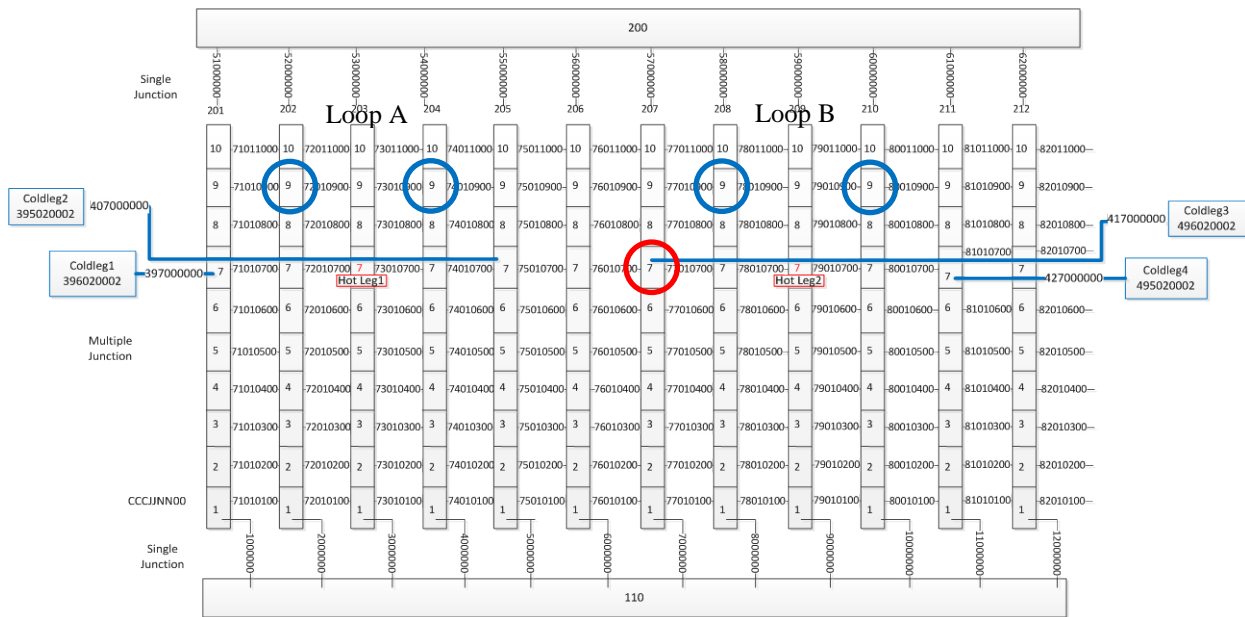 200
Single
Junction
51000000 52000000 53000000 54000000 55000000 56000000 57000000 58000000 59000000 60000000 61000000 62000000
201 202 203 204 205 206 207 208 209 210 211 212
Loop A Loop B
10 71011000 10 72011000 10 73011000 10 74011000 10 75011000 10 76011000 10 77011000 10 78011000 10 79011000 10 80011000 10 81011000 10 82011000
9 71010900 9 72010900 9 73010900 9 74010900 9 75010900 9 76010900 9 77010900 9 78010900 9 79010900 9 80010900 9 81010900 9 82010900
Coldleg2
395020002
407000000
8 71010800 8 72010800 8 73010800 8 74010800 8 75010800 8 76010800 8 77010800 8 78010800 8 79010800 8 80010800 8 81010800 8 82010800
417000000
Coldleg3
496020002
Coldleg1
396020002
397000000
7 71010700 7 72010700 7 73010700 7 74010700 7 75010700 7 76010700 7 77010700 7 78010700 7 79010700 7 80010700 7 81010700 7 82010700
Hot Leg1 Hot Leg2
427000000
Coldleg4
495020002
6 71010600 6 72010600 6 73010600 6 74010600 6 75010600 6 76010600 6 77010600 6 78010600 6 79010600 6 80010600 6 81010600 6 82010600
Multiple
Junction
5 71010500 5 72010500 5 73010500 5 74010500 5 75010500 5 76010500 5 77010500 5 78010500 5 79010500 5 80010500 5 81010500 5 82010500
4 71010400 4 72010400 4 73010400 4 74010400 4 75010400 4 76010400 4 77010400 4 78010400 4 79010400 4 80010400 4 81010400 4 82010400
3 71010300 3 72010300 3 73010300 3 74010300 3 75010300 3 76010300 3 77010300 3 78010300 3 79010300 3 80010300 3 81010300 3 82010300
2 71010200 2 72010200 2 73010200 2 74010200 2 75010200 2 76010200 2 77010200 2 78010200 2 79010200 2 80010200 2 81010200 2 82010200
CCCJJNN00
1 71010100 1 72010100 1 73010100 1 74010100 1 75010100 1 76010100 1 77010100 1 78010100 1 79010100 1 80010100 1 81010100 1 82010100
Single
Junction
1000000 2000000 3000000 4000000 5000000 6000000 7000000 8000000 9000000 10000000 11000000 12000000
110